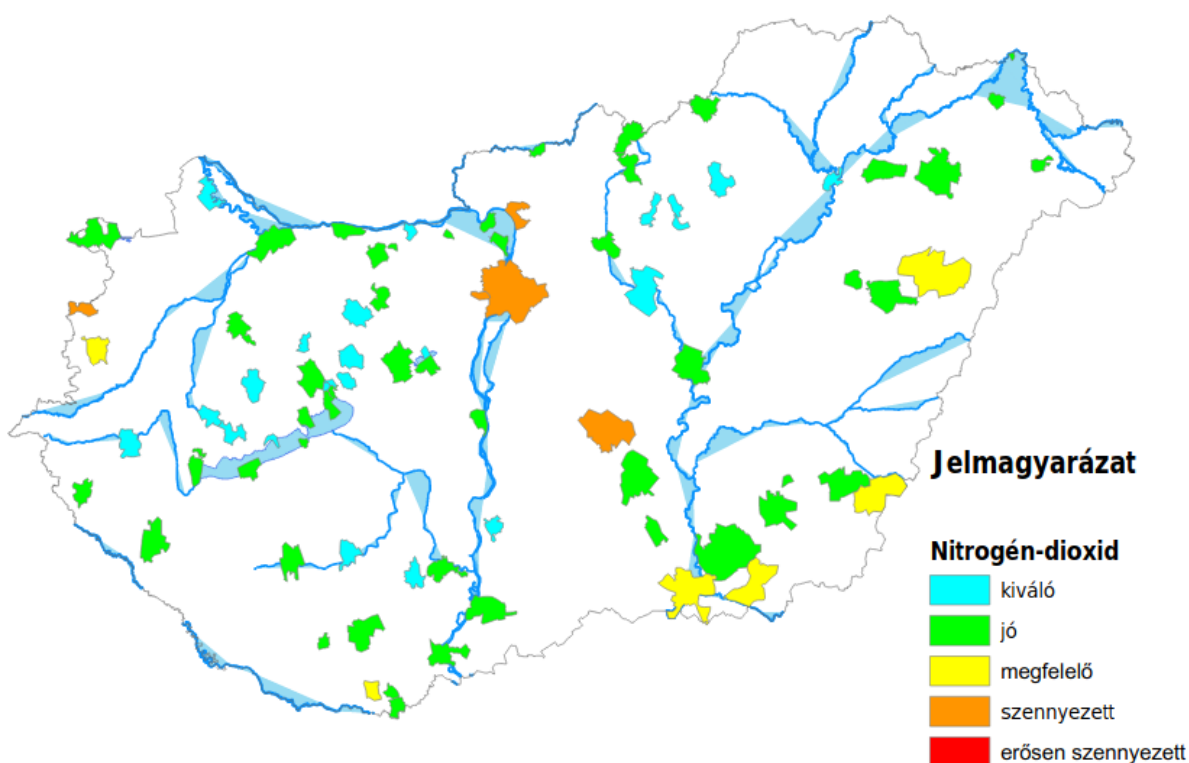 Jelmagyarázat
Nitrogén-dioxid
kiváló
jó
megfelelő
szennyezett
erősen szennyezett